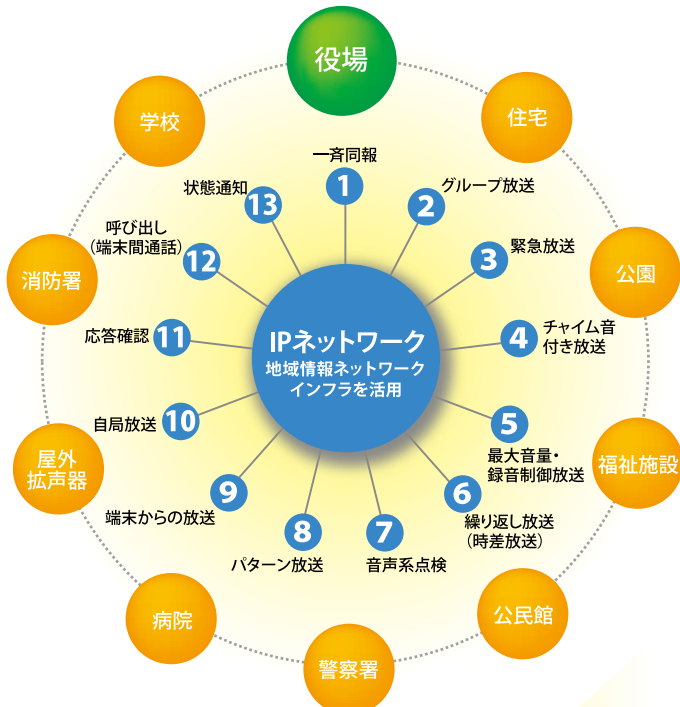 役場
住宅
公園
福祉施設
公民館
警察署
病院
屋外
拡声器
消防署
学校
IPネットワーク
地域情報ネットワーク
インフラを活用
一斉同報
1
グループ放送
2
緊急放送
3
チャイム音
付き放送
4
最大音量・
録音制御放送
5
繰り返し放送
(時差放送)
6
音声系点検
7
パターン放送
8
端末からの放送
9
自局放送
10
応答確認
11
呼び出し
(端末間通話)
12
状態通知
13